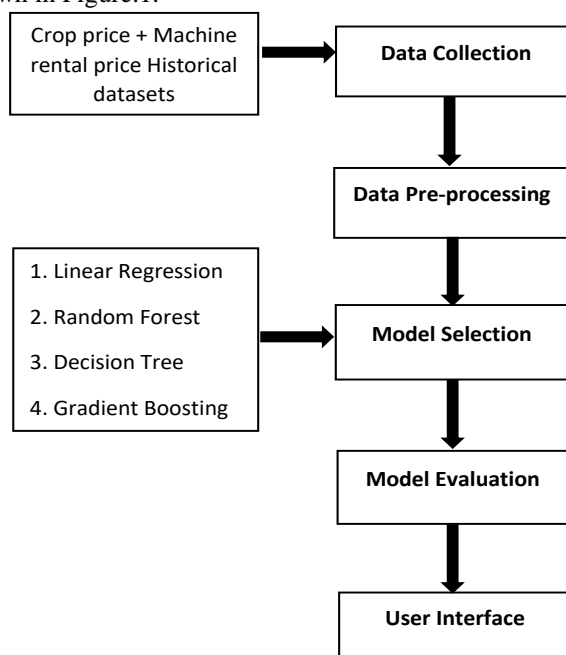 wn in Figure.1.
Crop price + Machine
rental price Historical
datasets
Data Collection
Data Pre-processing
1. Linear Regression
2. Random Forest
3. Decision Tree
4. Gradient Boosting
Model Selection
Model Evaluation
User Interface